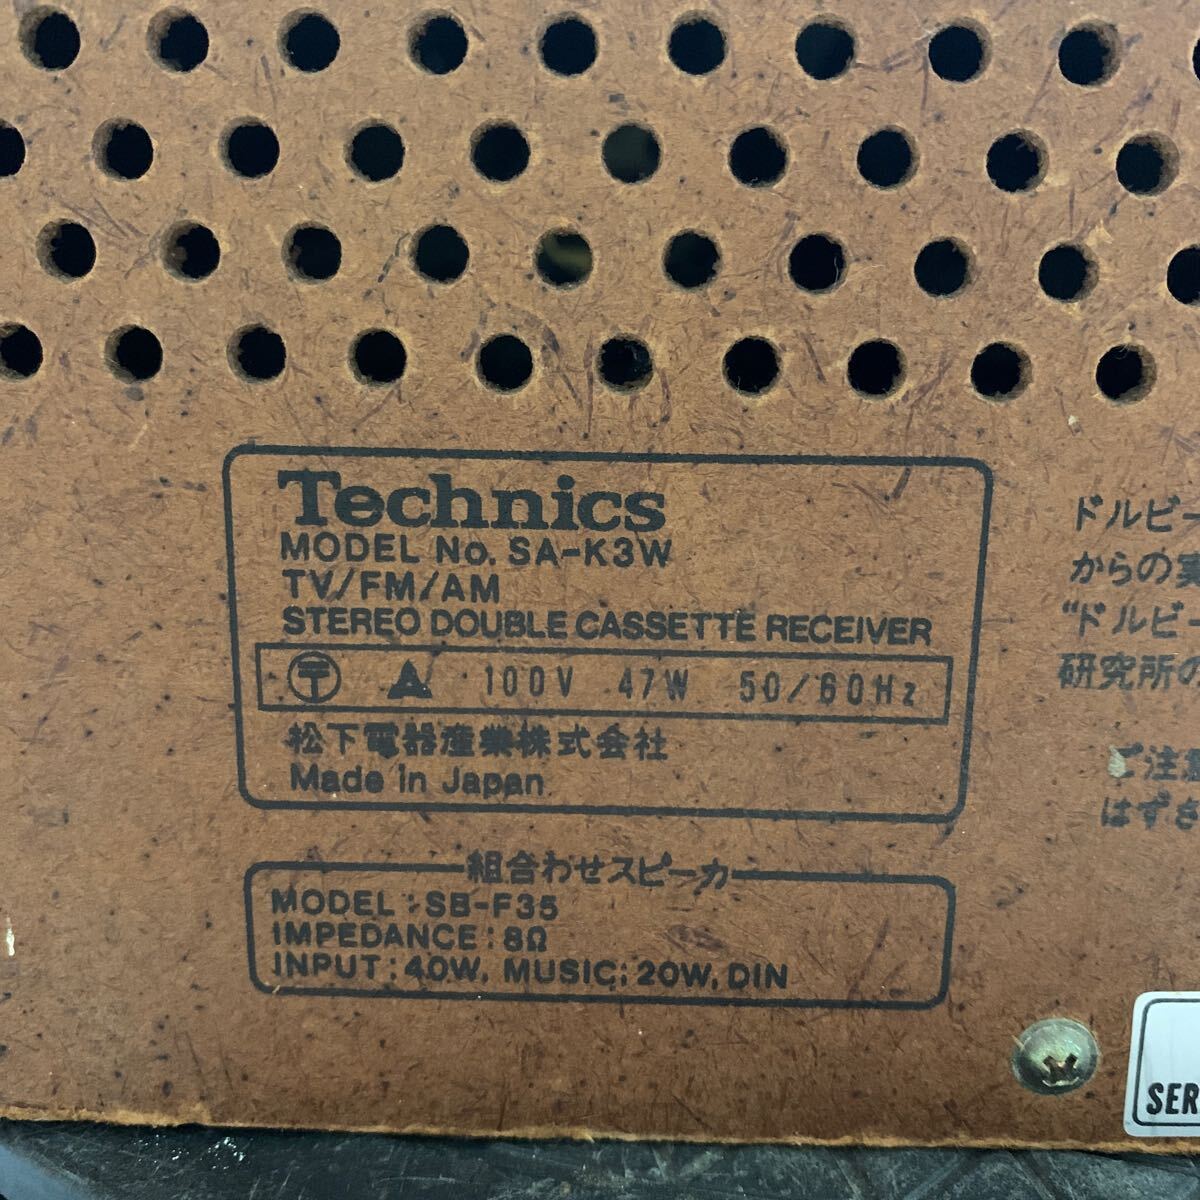 Technics
MODEL No. SA-K3W
TV/FM/AM
STEREO DOUBLE CASSETTE RECEIVER
〒 100V 47W 50/60Hz
松下電器産業株式会社
Made in Japan
組合わせスピーカ
MODEL : SB-F35
IMPEDANCE : 8Ω
INPUT : 40W, MUSIC; 20W, DIN
ドルビー
からの実
"ドルビー
研究所の
ご注意
はずさ
SER